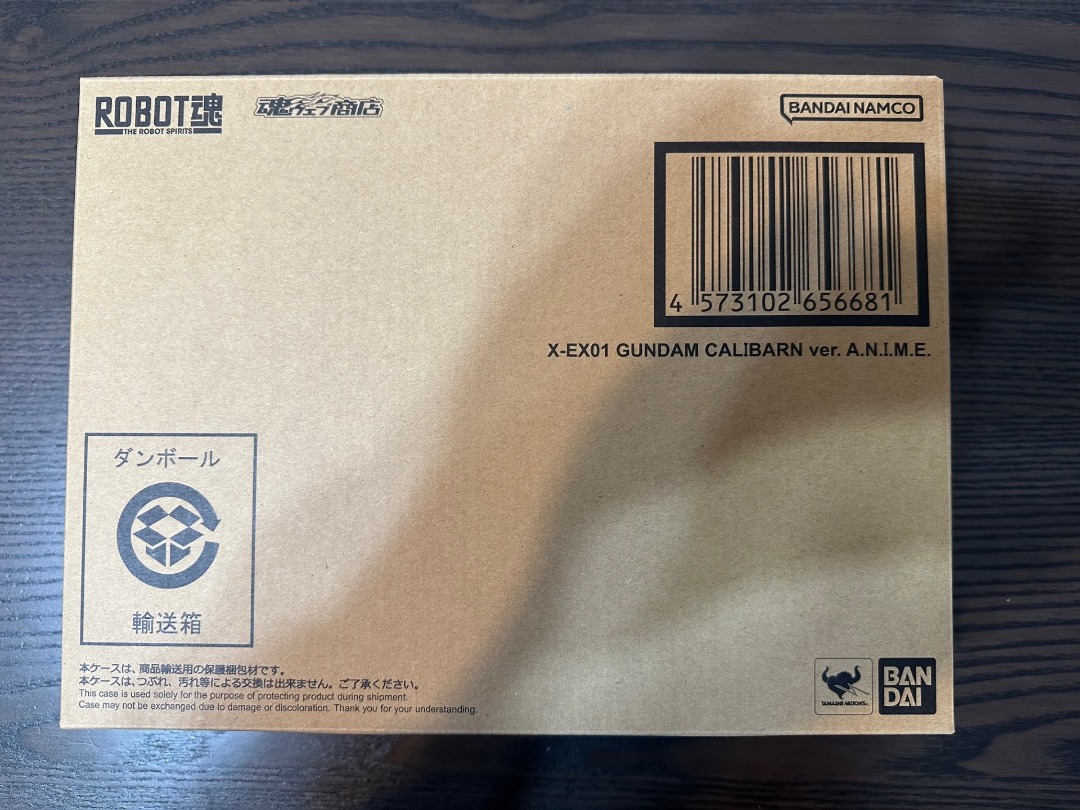 ROBOT魂
THE ROBOT SPIRITS
魂ウェブ商店
BANDAI NAMCO
4 573102 656681
X-EX01 GUNDAM CALIBARN ver. A.N.I.M.E.
ダンボール
輸送箱
本ケースは、商品輸送用の保護梱包材です。
本ケースは、つぶれ、汚れ等による交換は出来ません。ご了承ください。
This case is used solely for the purpose of protecting product during shipment.
Case may not be exchanged due to damage or discoloration. Thank you for your understanding.
TAMASHII NATIONS
BAN
DAI